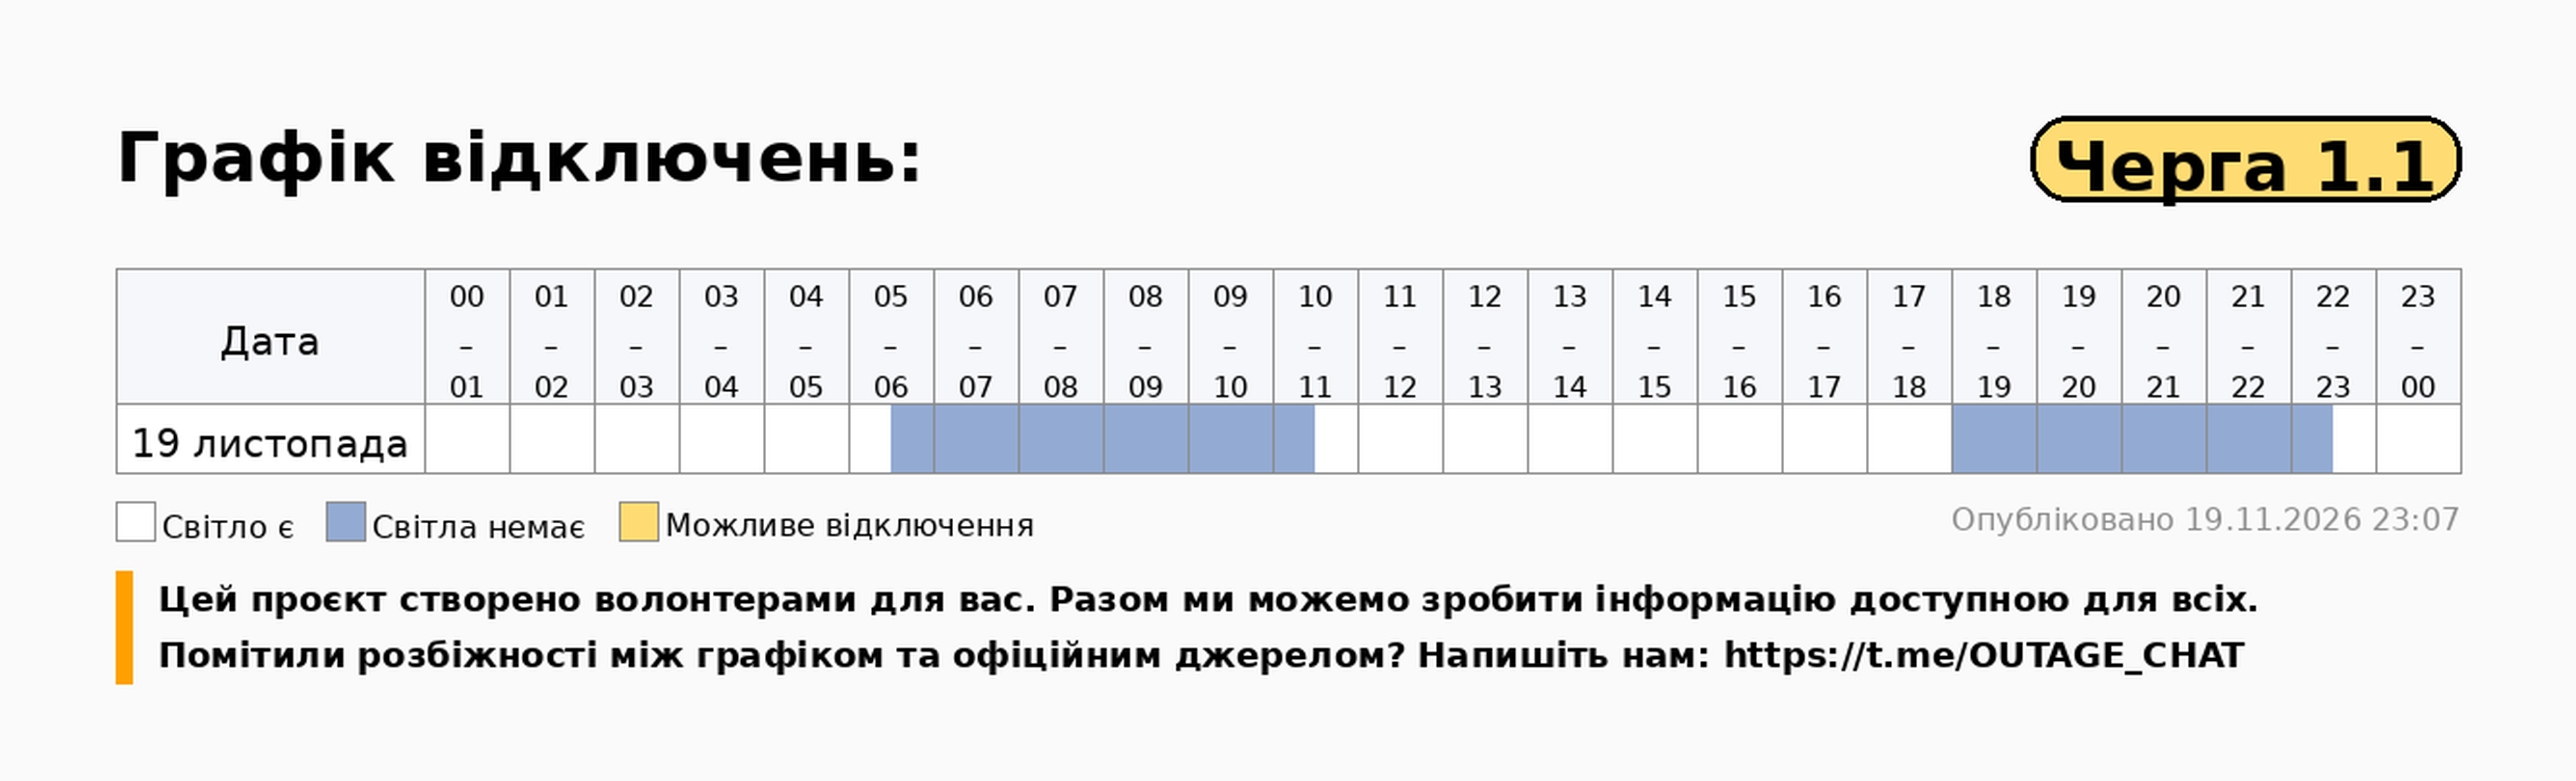 Графік відключень:
Черга 1.1
Дата
00 – 01
01 – 02
02 – 03
03 – 04
04 – 05
05 – 06
06 – 07
07 – 08
08 – 09
09 – 10
10 – 11
11 – 12
12 – 13
13 – 14
14 – 15
15 – 16
16 – 17
17 – 18
18 – 19
19 – 20
20 – 21
21 – 22
22 – 23
23 – 00
19 листопада
Світло є
Світла немає
Можливе відключення
Опубліковано 19.11.2026 23:07
Цей проєкт створено волонтерами для вас. Разом ми можемо зробити інформацію доступною для всіх.
Помітили розбіжності між графіком та офіційним джерелом? Напишіть нам: https://t.me/OUTAGE_CHAT